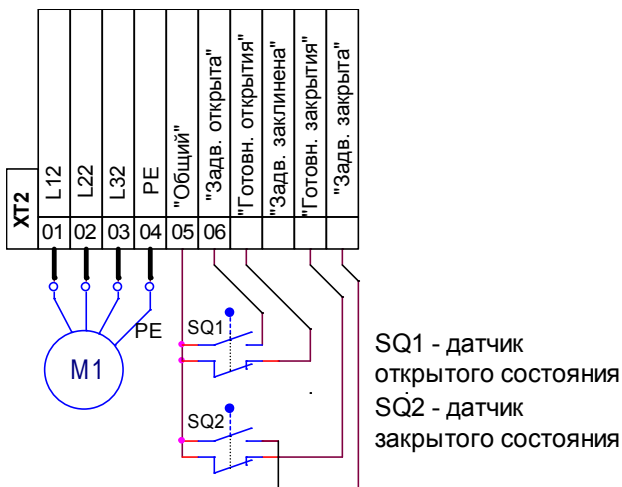 XT2
L12
L22
L32
PE
"Общий"
"Задв. открыта"
"Готовн. открытия"
"Задв. заклинена"
"Готовн. закрытия"
"Задв. закрыта"
01 02 03 04 05 06
PE
M1
SQ1
SQ2
SQ1 - датчик
открытого состояния
SQ2 - датчик
закрытого состояния